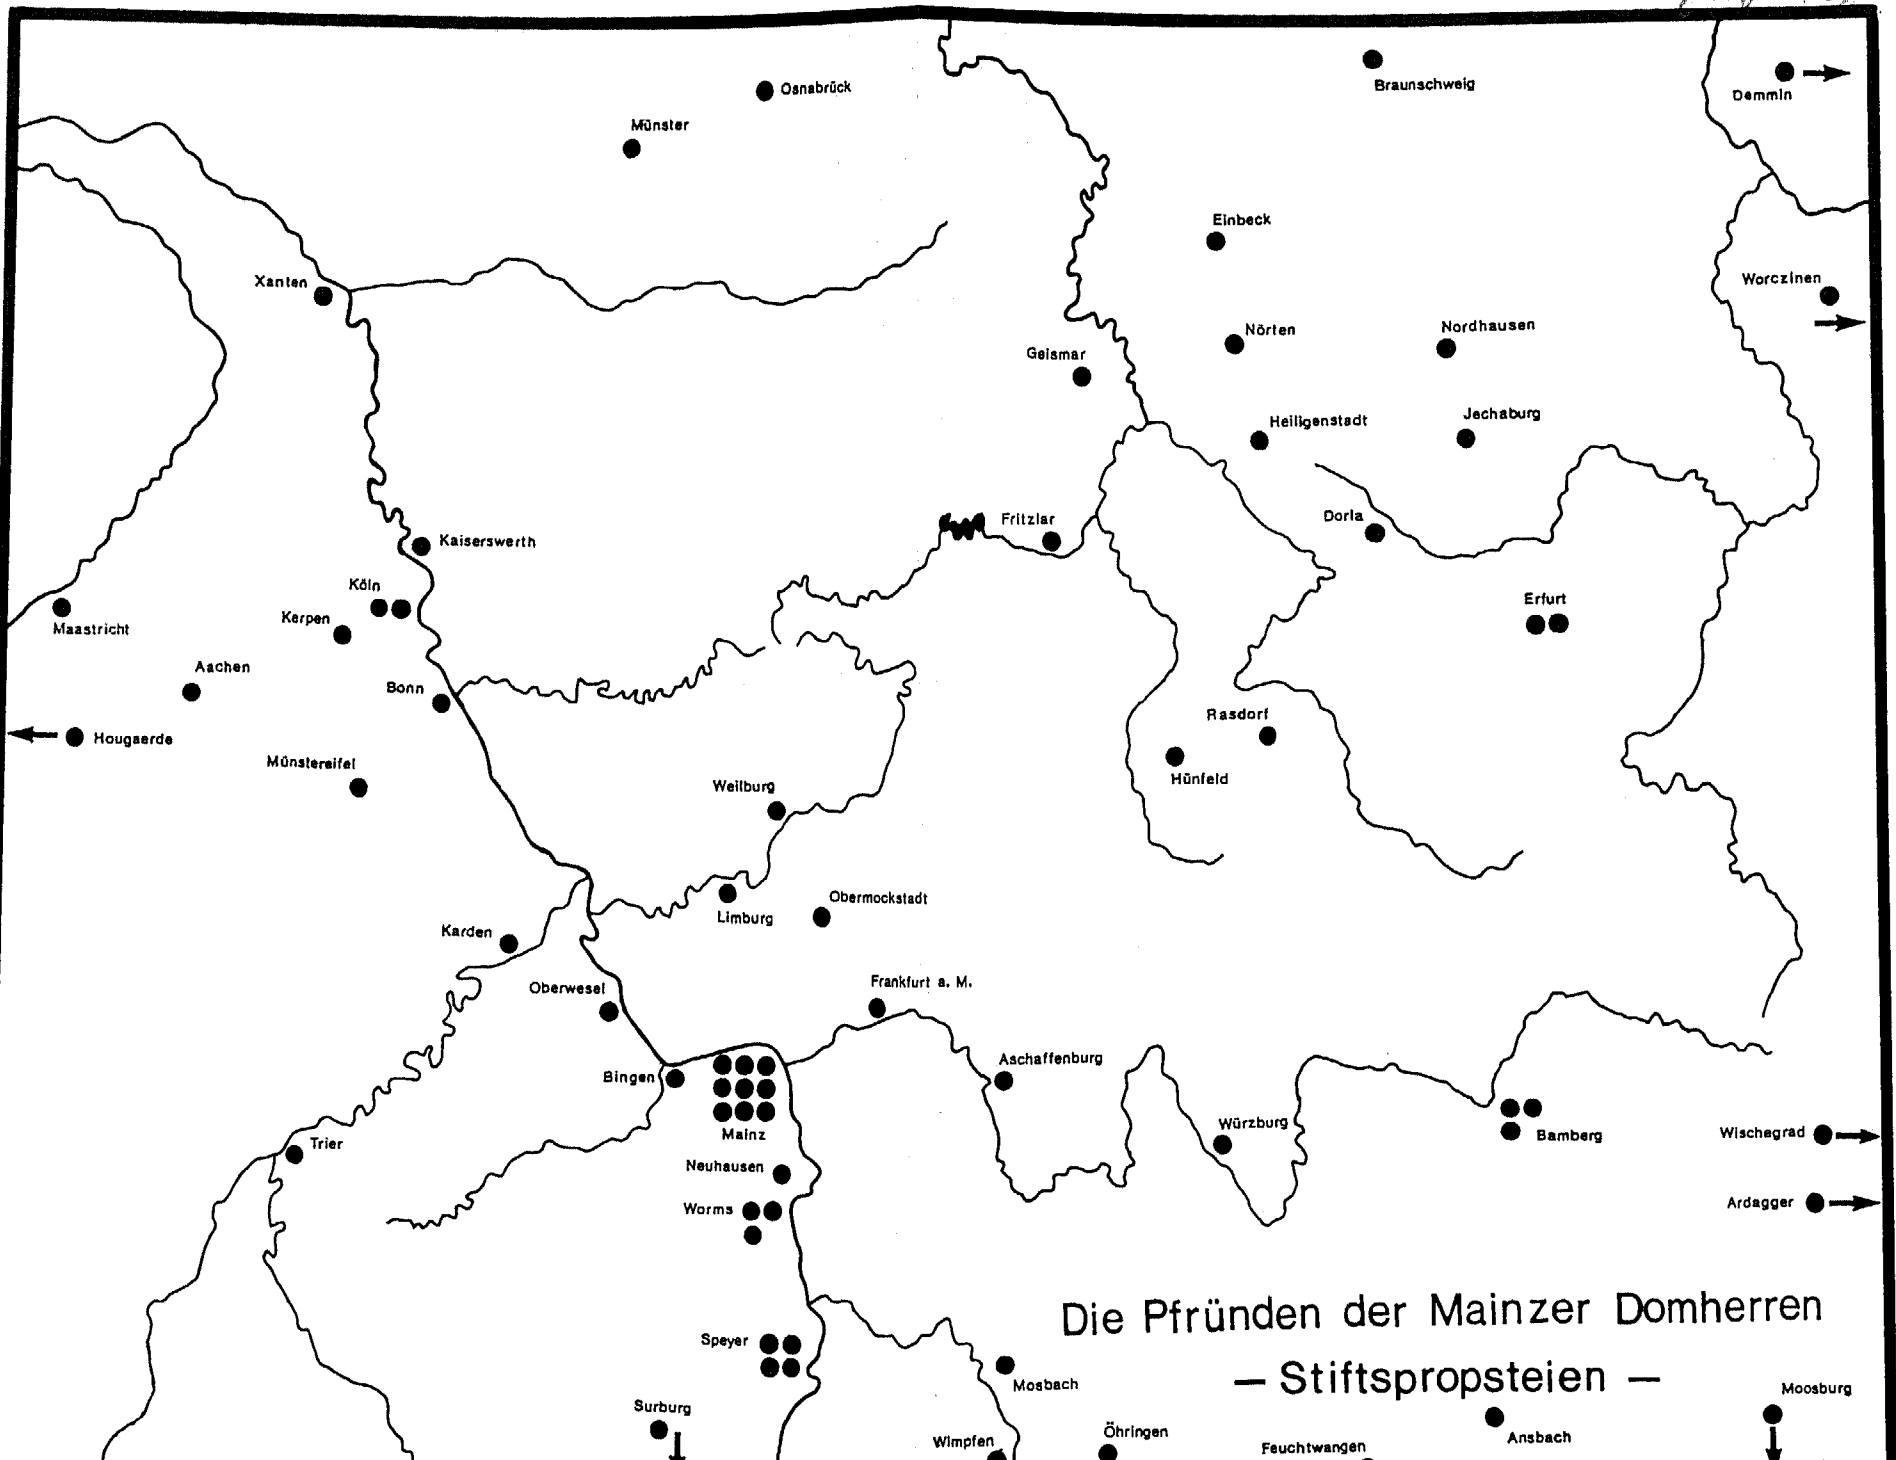 Osnabrück
Braunschweig
Demmin
Münster
Einbeck
Xanten
Worczinen
Nörten
Nordhausen
Geismar
Heiligenstadt
Jechaburg
Fritzlar
Dorla
Kaiserswerth
Köln
Kerpen
Erfurt
Maastricht
Aachen
Bonn
Rasdorf
Hougaerde
Münstereifel
Hünfeld
Weilburg
Obermockstadt
Limburg
Karden
Oberwesel
Frankfurt a. M.
Aschaffenburg
Bingen
Mainz
Würzburg
Bamberg
Wischegrad
Trier
Neuhausen
Worms
Ardagger
Die Pfründen der Mainzer Domherren
— Stiftspropsteien —
Speyer
Mosbach
Moosburg
Surburg
Öhringen
Ansbach
Wimpfen
Feuchtwangen